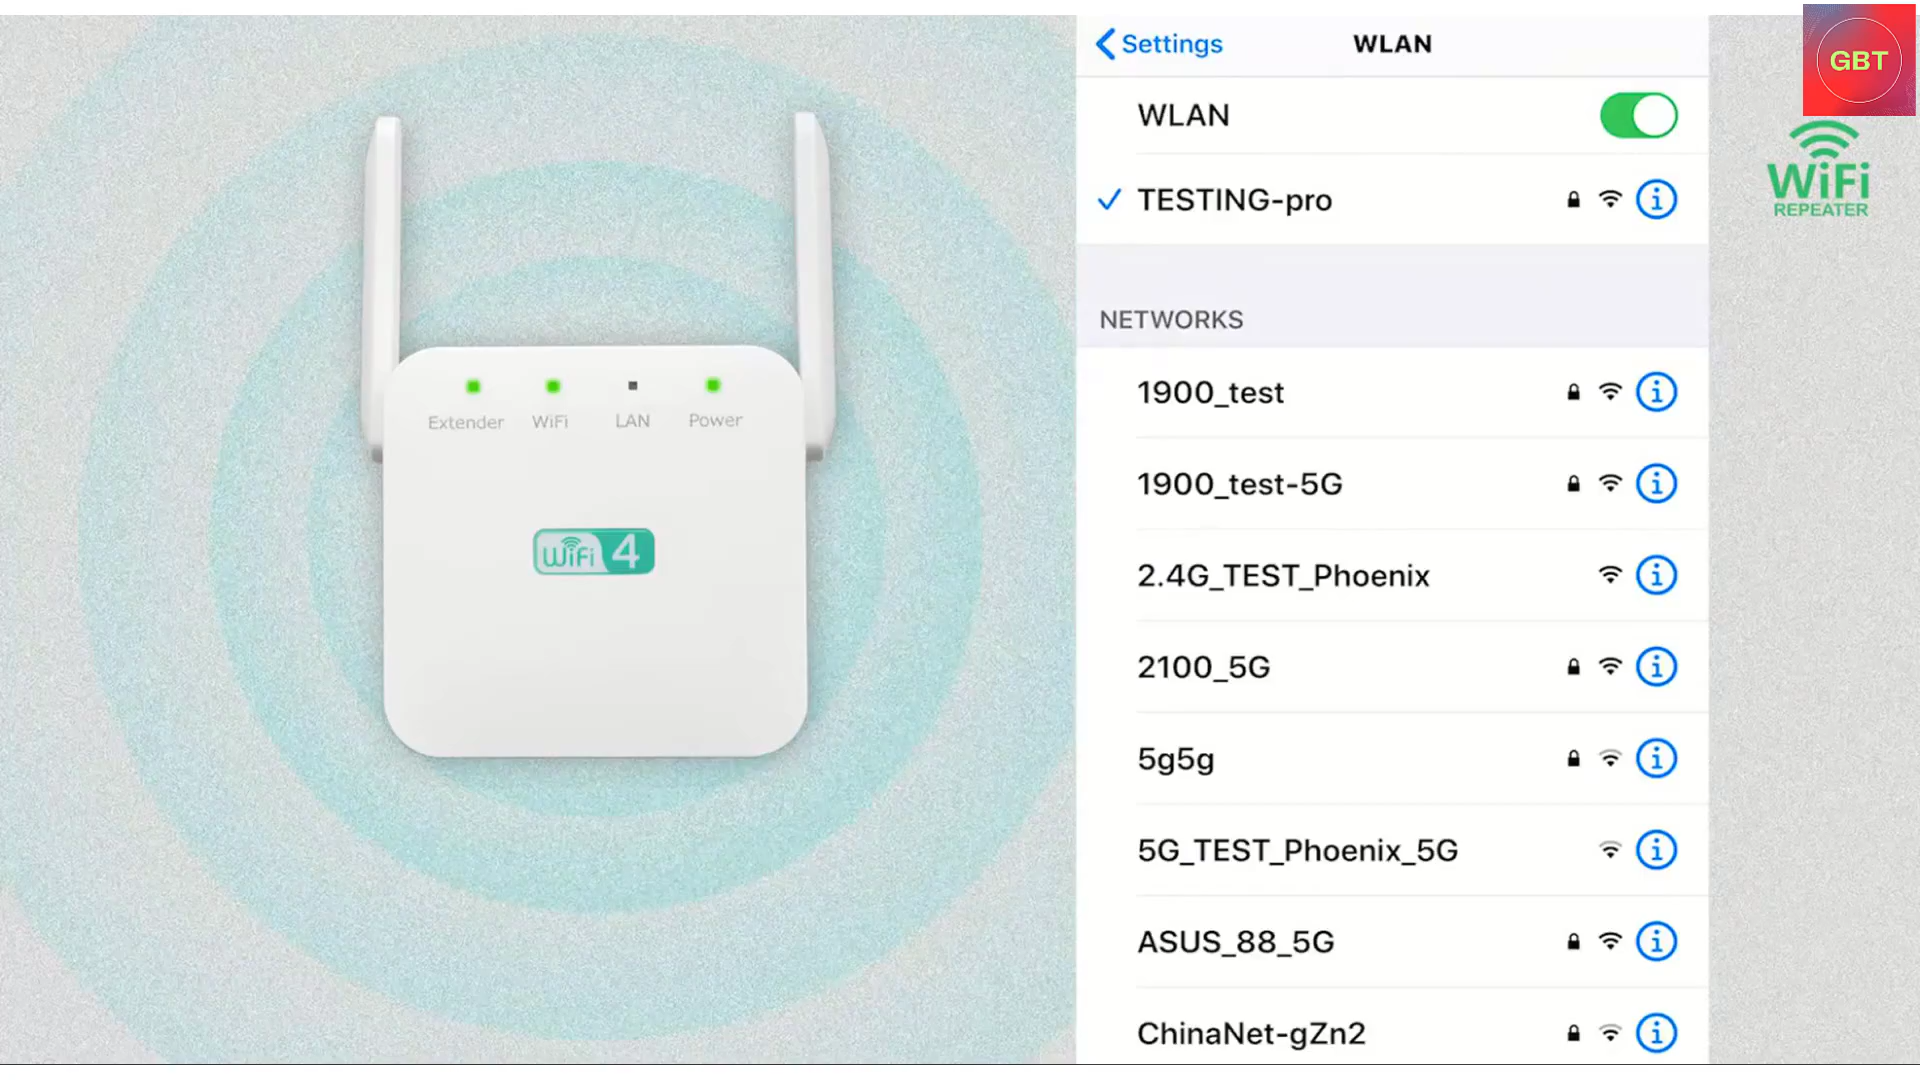 Extender WiFi LAN Power
WiFi 4
Settings WLAN
WLAN
TESTING-pro
NETWORKS
1900_test
1900_test-5G
2.4G_TEST_Phoenix
2100_5G
5g5g
5G_TEST_Phoenix_5G
ASUS_88_5G
ChinaNet-gZn2
GBT
WiFi
REPEATER